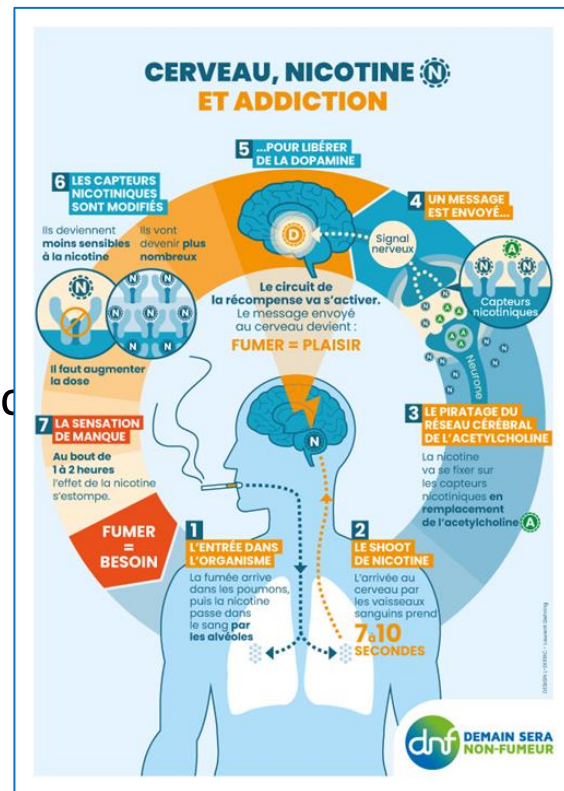 CERVEAU, NICOTINE N
ET ADDICTION
5 ...POUR LIBÉRER
DE LA DOPAMINE
6 LES CAPTEURS
NICOTINIQUES
SONT MODIFIÉS
Ils deviennent
moins sensibles
à la nicotine
Ils vont
devenir plus
nombreux
N
N N N N N N N
Il faut augmenter
la dose
D
Signal
nerveux
4 UN MESSAGE
EST ENVOYÉ...
A
N N
Capteurs
nicotiniques
Neurone
Le circuit de
la récompense va s'activer.
Le message envoyé
au cerveau devient :
FUMER = PLAISIR
3 LE PIRATAGE DU
RÉSEAU CÉRÉBRAL
DE L'ACETYLCHOLINE
La nicotine
va se fixer sur
les capteurs
nicotiniques en
remplacement
de l'acetylcholine A
7 LA SENSATION
DE MANQUE
Au bout de
1 à 2 heures
l'effet de la nicotine
s'estompe.
FUMER
=
BESOIN
N
1
L'ENTRÉE DANS
L'ORGANISME
La fumée arrive
dans les poumons,
puis la nicotine
passe dans
le sang par
les alvéoles
2
LE SHOOT
DE NICOTINE
L'arrivée au
cerveau par
les vaisseaux
sanguins prend
7à10
SECONDES
dnf DEMAIN SERA
NON-FUMEUR